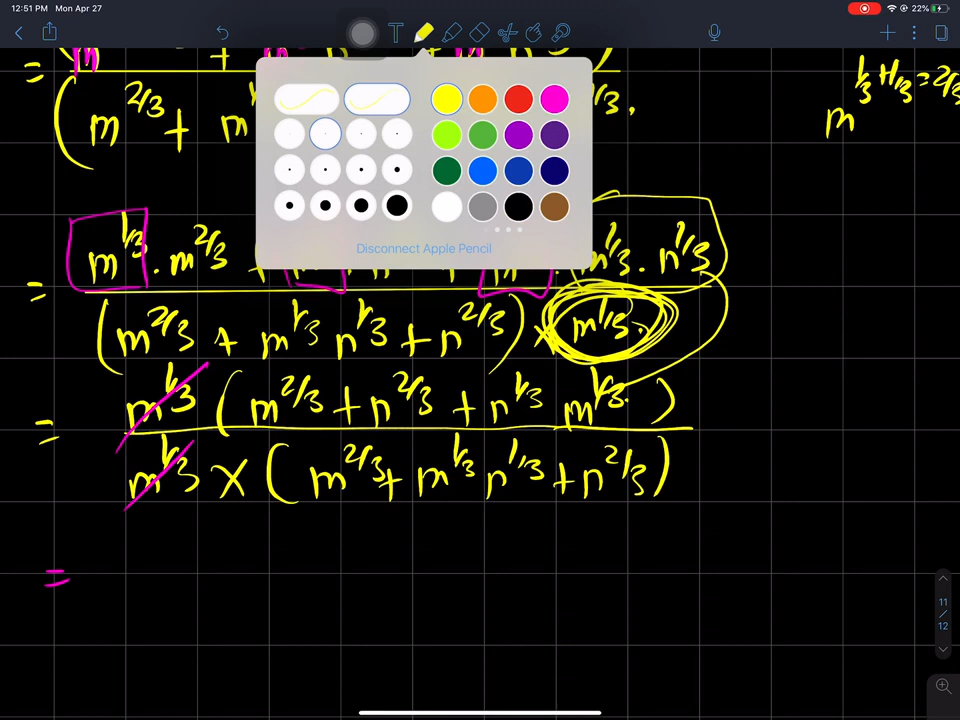 12:51 PM Mon Apr 27 22%
T
= m + m + n
(m^2/3 + m /3.
m^1/3+1/3=2/3
Disconnect Apple Pencil
= m^1/3 . m^2/3 + m^1/3 . n^1/3
(m^2/3 + m^1/3 n^1/3 + n^2/3) × m^1/3.
= m^1/3 (m^2/3 + n^2/3 + n^1/3 m^1/3.)
m^1/3 × (m^2/3 + m^1/3 n^1/3 + n^2/3)
=
11
/
12